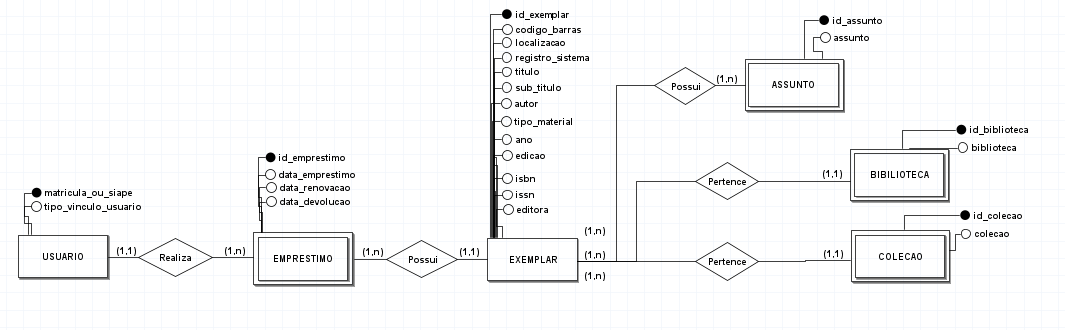 id_exemplar
codigo_barras
localizacao
registro_sistema
titulo
sub_titulo
autor
tipo_material
ano
edicao
isbn
issn
editora
id_assunto
assunto
Possui
(1,n)
ASSUNTO
id_biblioteca
biblioteca
Pertence
(1,1)
BIBILIOTECA
id_colecao
colecao
Pertence
(1,1)
COLECAO
id_emprestimo
data_emprestimo
data_renovacao
data_devolucao
matricula_ou_siape
tipo_vinculo_usuario
USUARIO
(1,1)
Realiza
(1,n)
EMPRESTIMO
(1,n)
Possui
(1,1)
EXEMPLAR
(1,n)
(1,n)
(1,n)